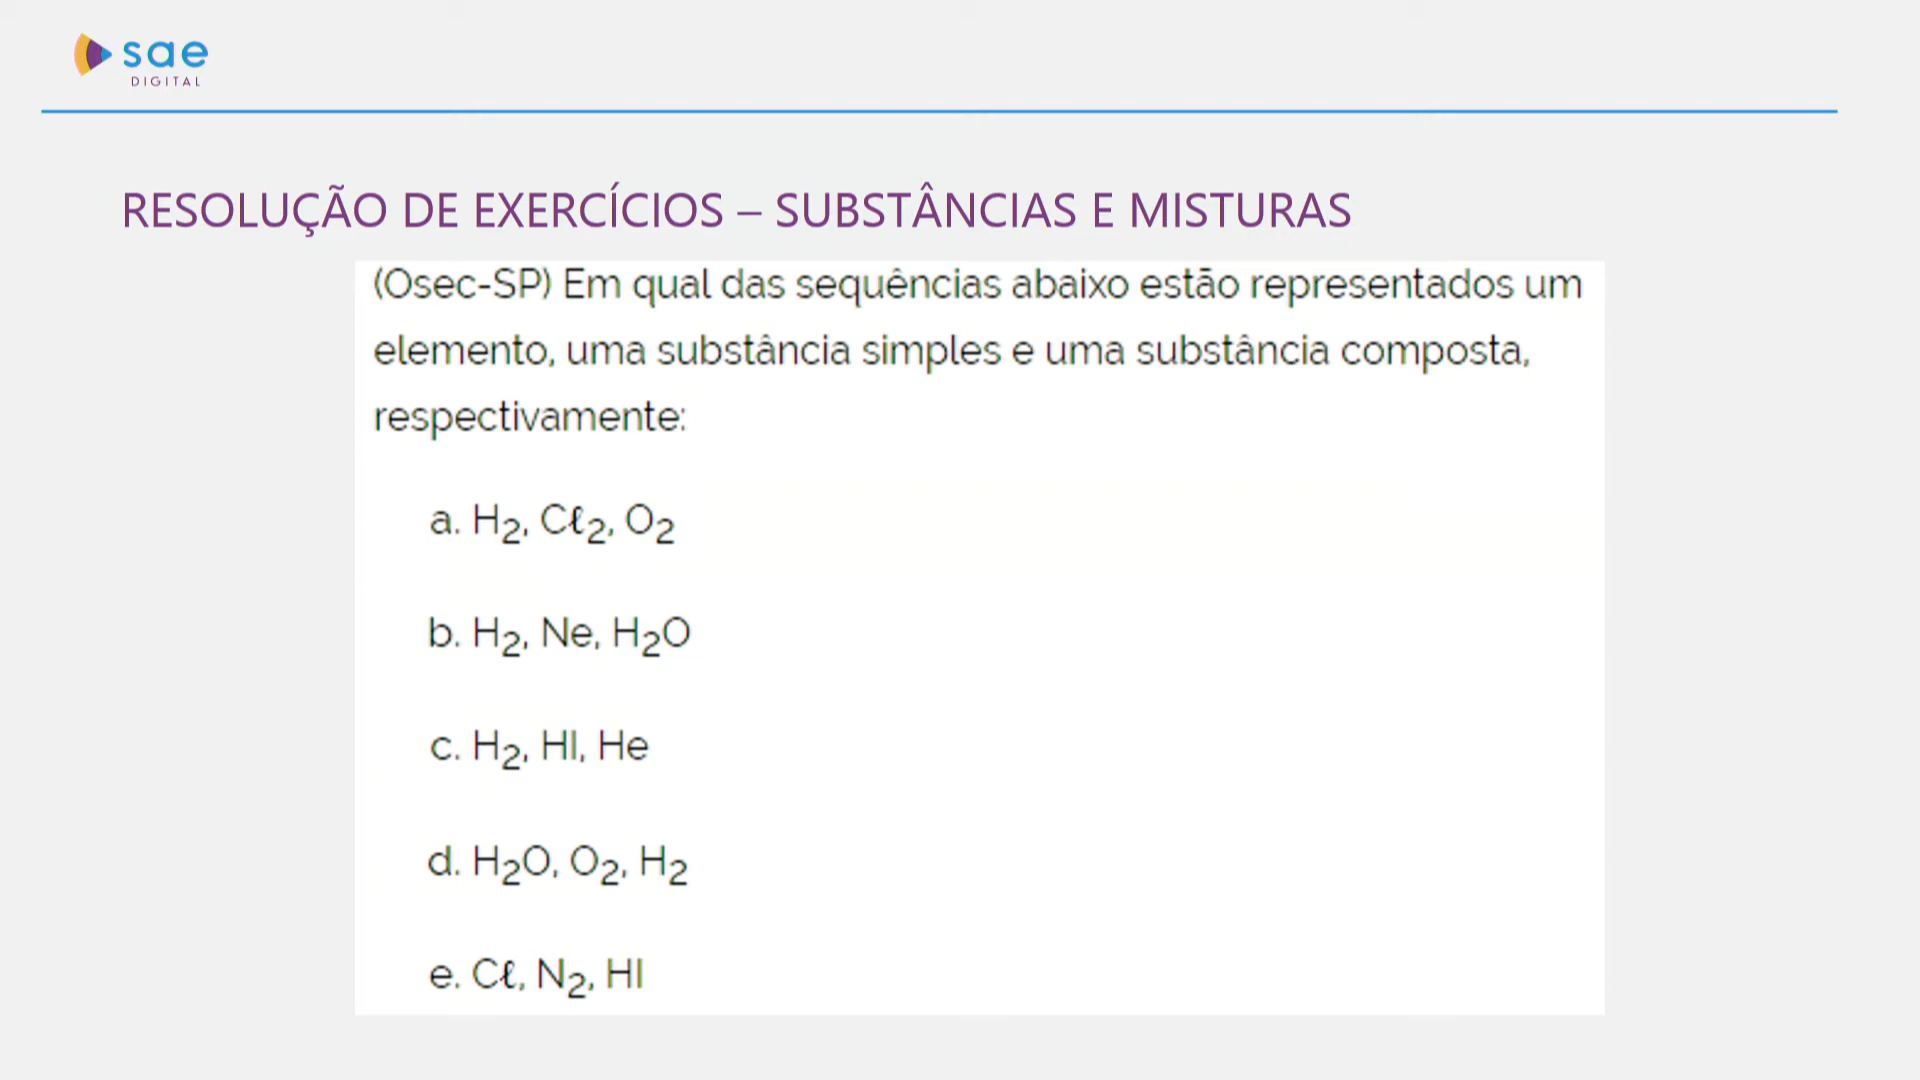 sae
DIGITAL
RESOLUÇÃO DE EXERCÍCIOS – SUBSTÂNCIAS E MISTURAS
(Osec-SP) Em qual das sequências abaixo estão representados um
elemento, uma substância simples e uma substância composta,
respectivamente:
a. H₂, Cℓ₂, O₂
b. H₂, Ne, H₂O
c. H₂, HI, He
d. H₂O, O₂, H₂
e. Cℓ, N₂, HI